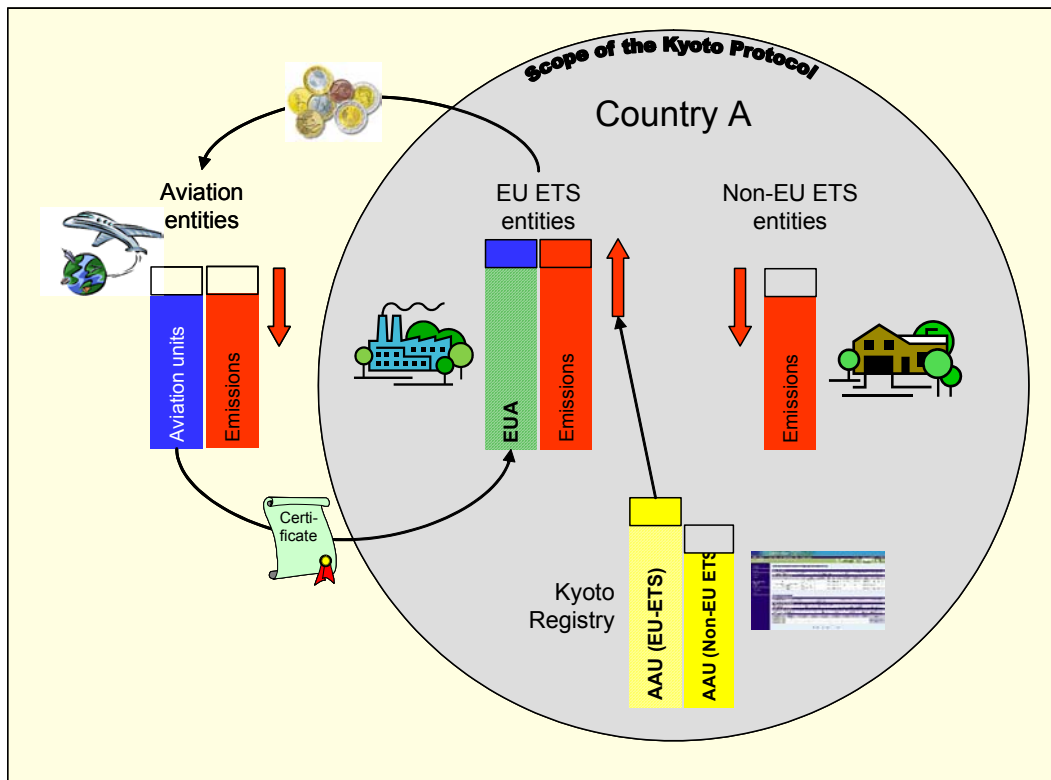 Scope of the Kyoto Protocol
Country A
Aviation
entities
EU ETS
entities
Non-EU ETS
entities
Aviation units
Emissions
EUA
Emissions
Emissions
Certi-
ficate
Kyoto
Registry
AAU (EU-ETS)
AAU (Non-EU ETS